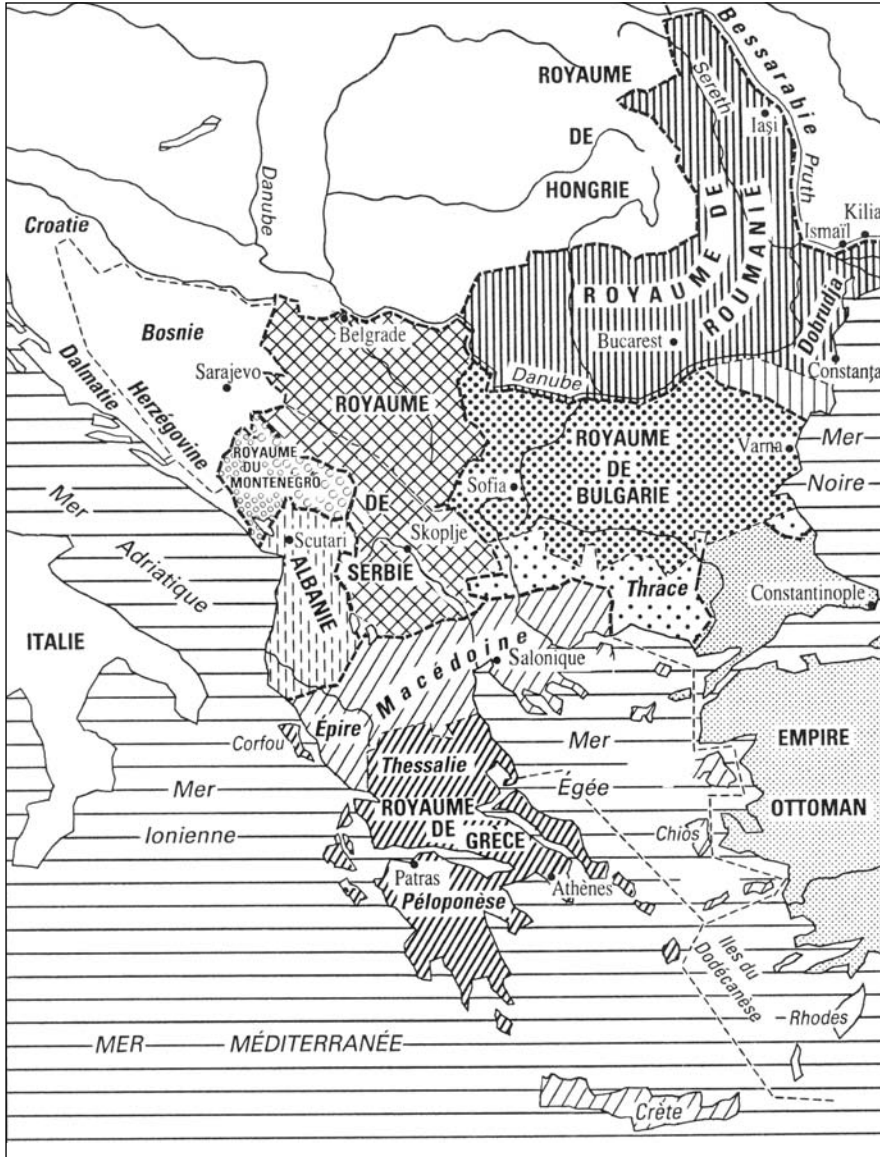 Bessarabie
ROYAUME
DE
HONGRIE
Sereth
Iaşi
Pruth
Danube
Croatie
Kilia
Ismaïl
ROYAUME DE
ROUMANIE
Bosnie
Belgrade
Bucarest
Dobrudja
Constanţa
Sarajevo
Danube
Dalmatie
Herzégovine
ROYAUME
DE
SERBIE
ROYAUME
DU
MONTENEGRO
ROYAUME
DE
BULGARIE
Varna
Mer
Noire
Sofia
Mer
Adriatique
Scutari
Skoplje
ALBANIE
Thrace
Constantinople
ITALIE
Macédoine
Salonique
Épire
Corfou
Mer
Égée
EMPIRE
OTTOMAN
Thessalie
Mer
Ionienne
ROYAUME
DE
GRÈCE
Chios
Patras
Athènes
Péloponèse
Iles du
Dodécanèse
Rhodes
MER MÉDITERRANÉE
Crète